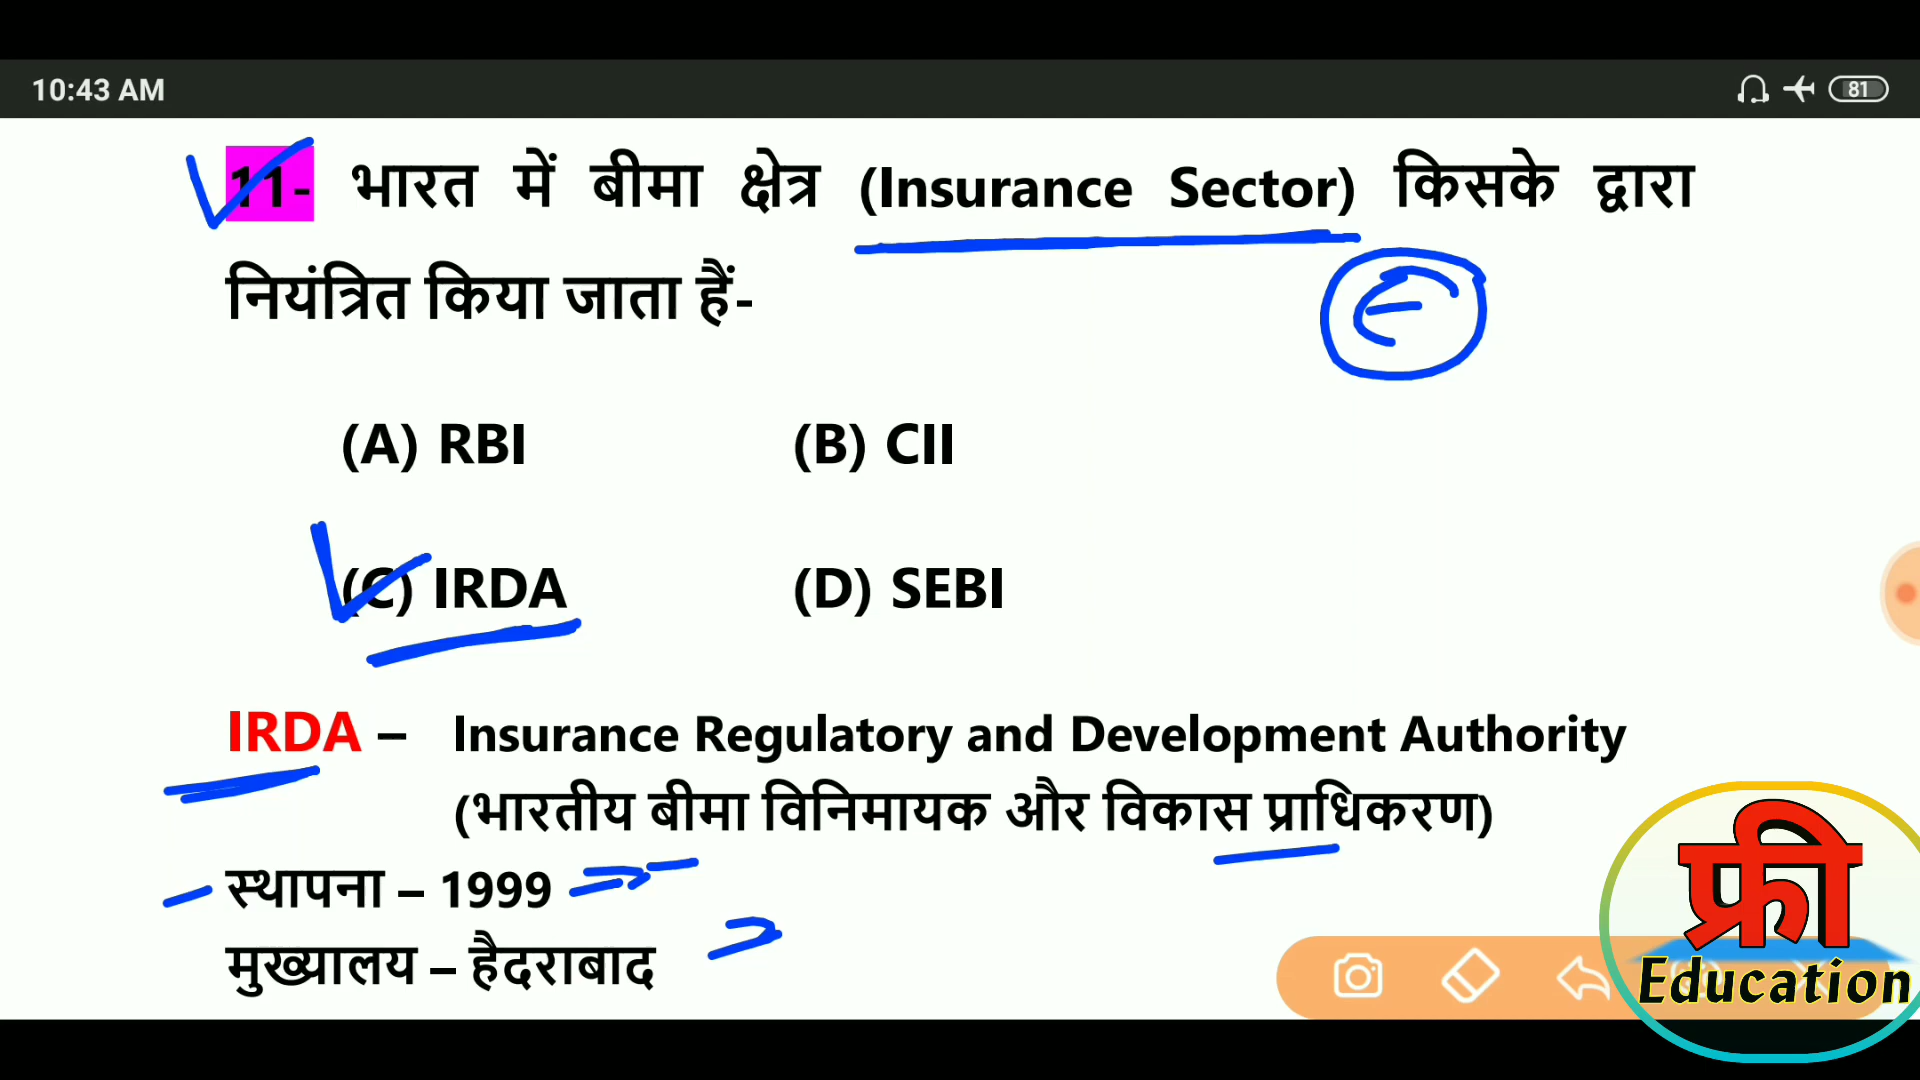 10:43 AM
81
11- भारत में बीमा क्षेत्र (Insurance Sector) किसके द्वारा
नियंत्रित किया जाता हैं-
(A) RBI (B) CII
(C) IRDA (D) SEBI
IRDA – Insurance Regulatory and Development Authority
(भारतीय बीमा विनिमायक और विकास प्राधिकरण)
स्थापना – 1999
मुख्यालय – हैदराबाद
फ्री
Education